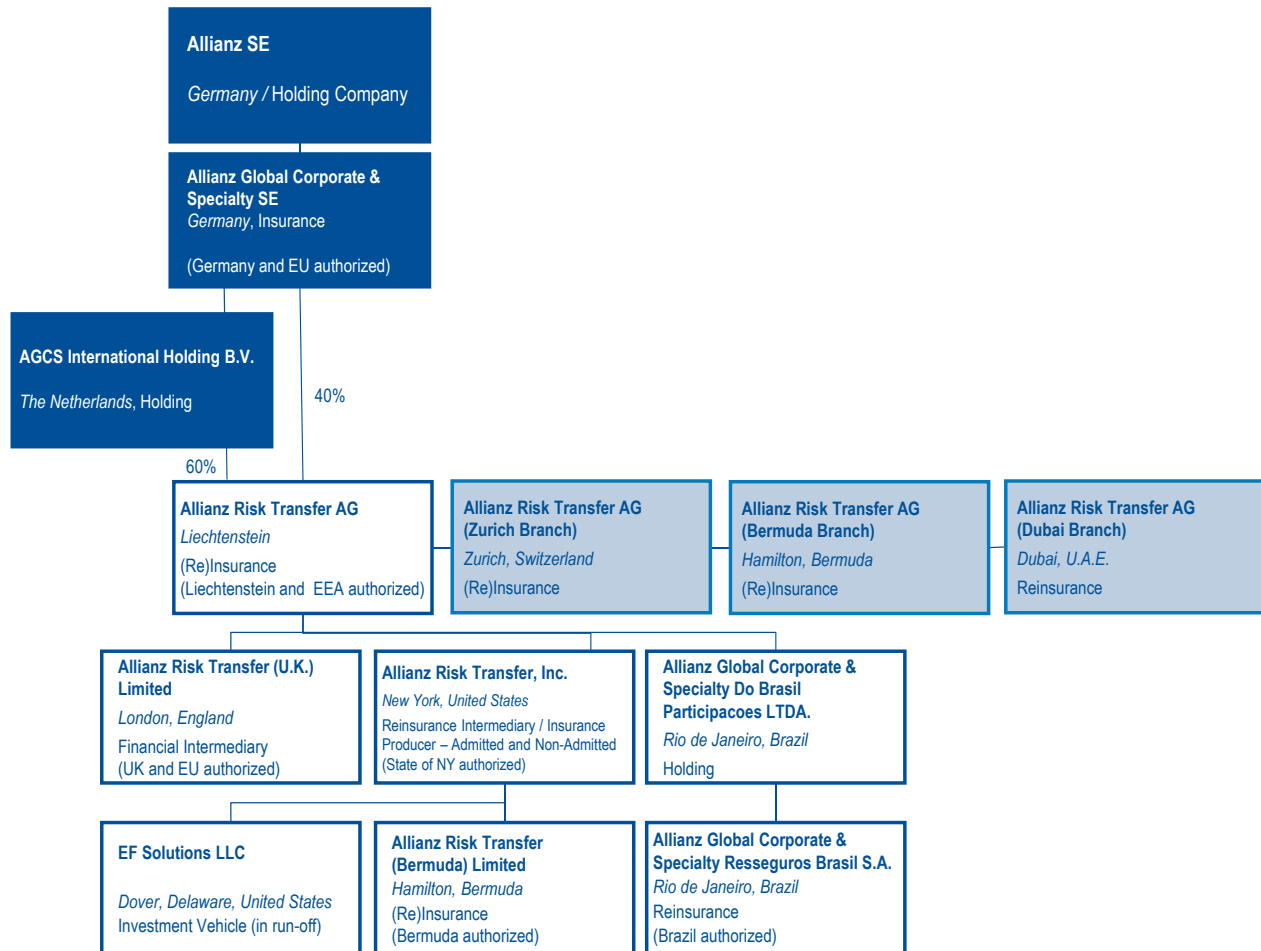 Allianz SE
Germany / Holding Company
Allianz Global Corporate &
Specialty SE
Germany, Insurance
(Germany and EU authorized)
AGCS International Holding B.V.
The Netherlands, Holding
40%
60%
Allianz Risk Transfer AG
Liechtenstein
(Re)Insurance
(Liechtenstein and EEA authorized)
Allianz Risk Transfer AG
(Zurich Branch)
Zurich, Switzerland
(Re)Insurance
Allianz Risk Transfer AG
(Bermuda Branch)
Hamilton, Bermuda
(Re)Insurance
Allianz Risk Transfer AG
(Dubai Branch)
Dubai, U.A.E.
Reinsurance
Allianz Risk Transfer (U.K.)
Limited
London, England
Financial Intermediary
(UK and EU authorized)
Allianz Risk Transfer, Inc.
New York, United States
Reinsurance Intermediary / Insurance
Producer – Admitted and Non-Admitted
(State of NY authorized)
Allianz Global Corporate &
Specialty Do Brasil
Participacoes LTDA.
Rio de Janeiro, Brazil
Holding
EF Solutions LLC
Dover, Delaware, United States
Investment Vehicle (in run-off)
Allianz Risk Transfer
(Bermuda) Limited
Hamilton, Bermuda
(Re)Insurance
(Bermuda authorized)
Allianz Global Corporate &
Specialty Resseguros Brasil S.A.
Rio de Janeiro, Brazil
Reinsurance
(Brazil authorized)